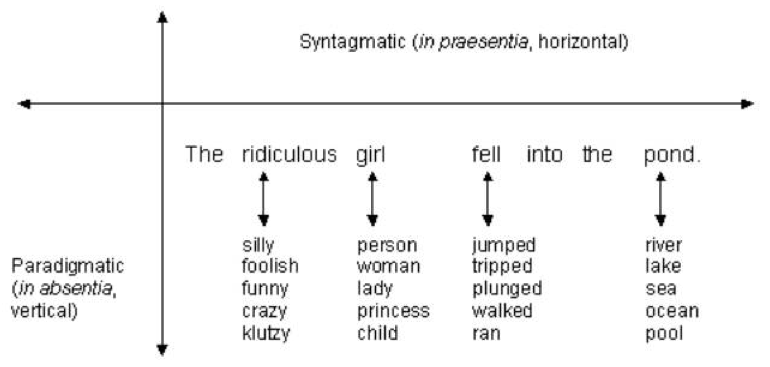 Syntagmatic (in praesentia, horizontal)
The ridiculous girl fell into the pond.
silly person jumped river
foolish woman tripped lake
funny lady plunged sea
crazy princess walked ocean
klutzy child ran pool
Paradigmatic
(in absentia,
vertical)